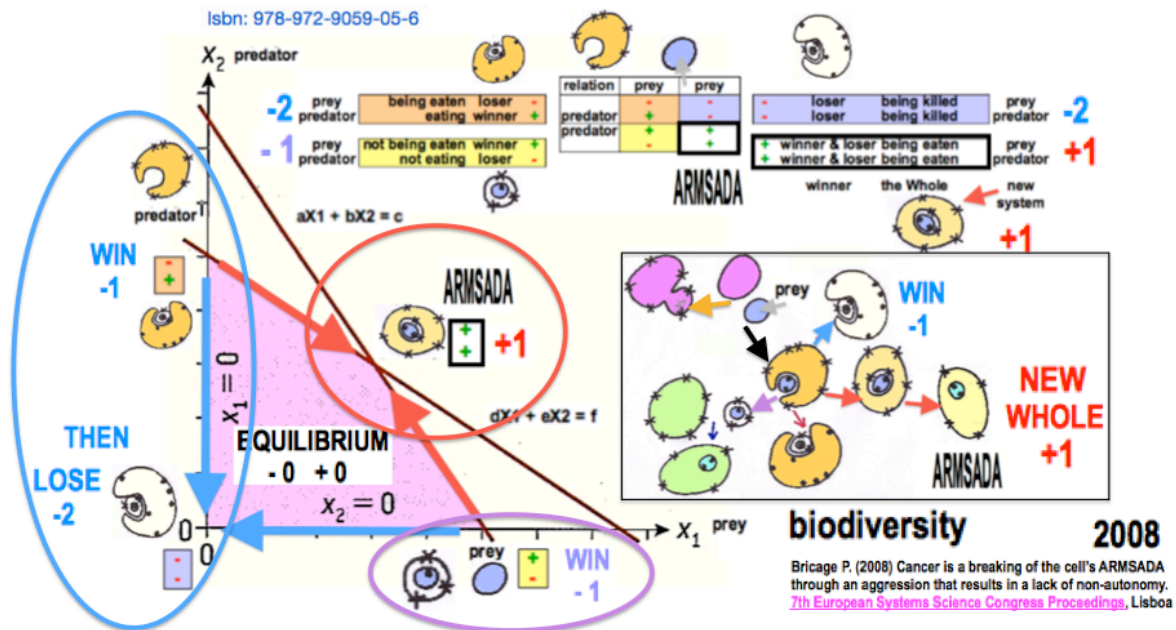 Isbn: 978-972-9059-05-6
X2 predator
relation prey prey
predator - -
+ -
predator + +
- +
-2
prey being eaten loser -
predator eating winner +
- loser being killed prey
- loser being killed predator
-2
- 1
prey not being eaten winner +
predator not eating loser -
+ winner & loser being eaten prey
+ winner & loser being eaten predator
+1
ARMSADA
winner the Whole new
system
+1
predator
aX1 + bX2 = c
WIN
-1
-
+
ARMSADA
+
+
+1
x1 = 0
dX1 + eX2 = f
EQUILIBRIUM
- 0 + 0
x2 = 0
THEN
LOSE
-2
0
0
-
-
X1 prey
prey
+
-
WIN
- 1
prey
WIN
-1
NEW
WHOLE
+1
ARMSADA
biodiversity 2008
Bricage P. (2008) Cancer is a breaking of the cell's ARMSADA
through an aggression that results in a lack of non-autonomy.
7th European Systems Science Congress Proceedings, Lisboa